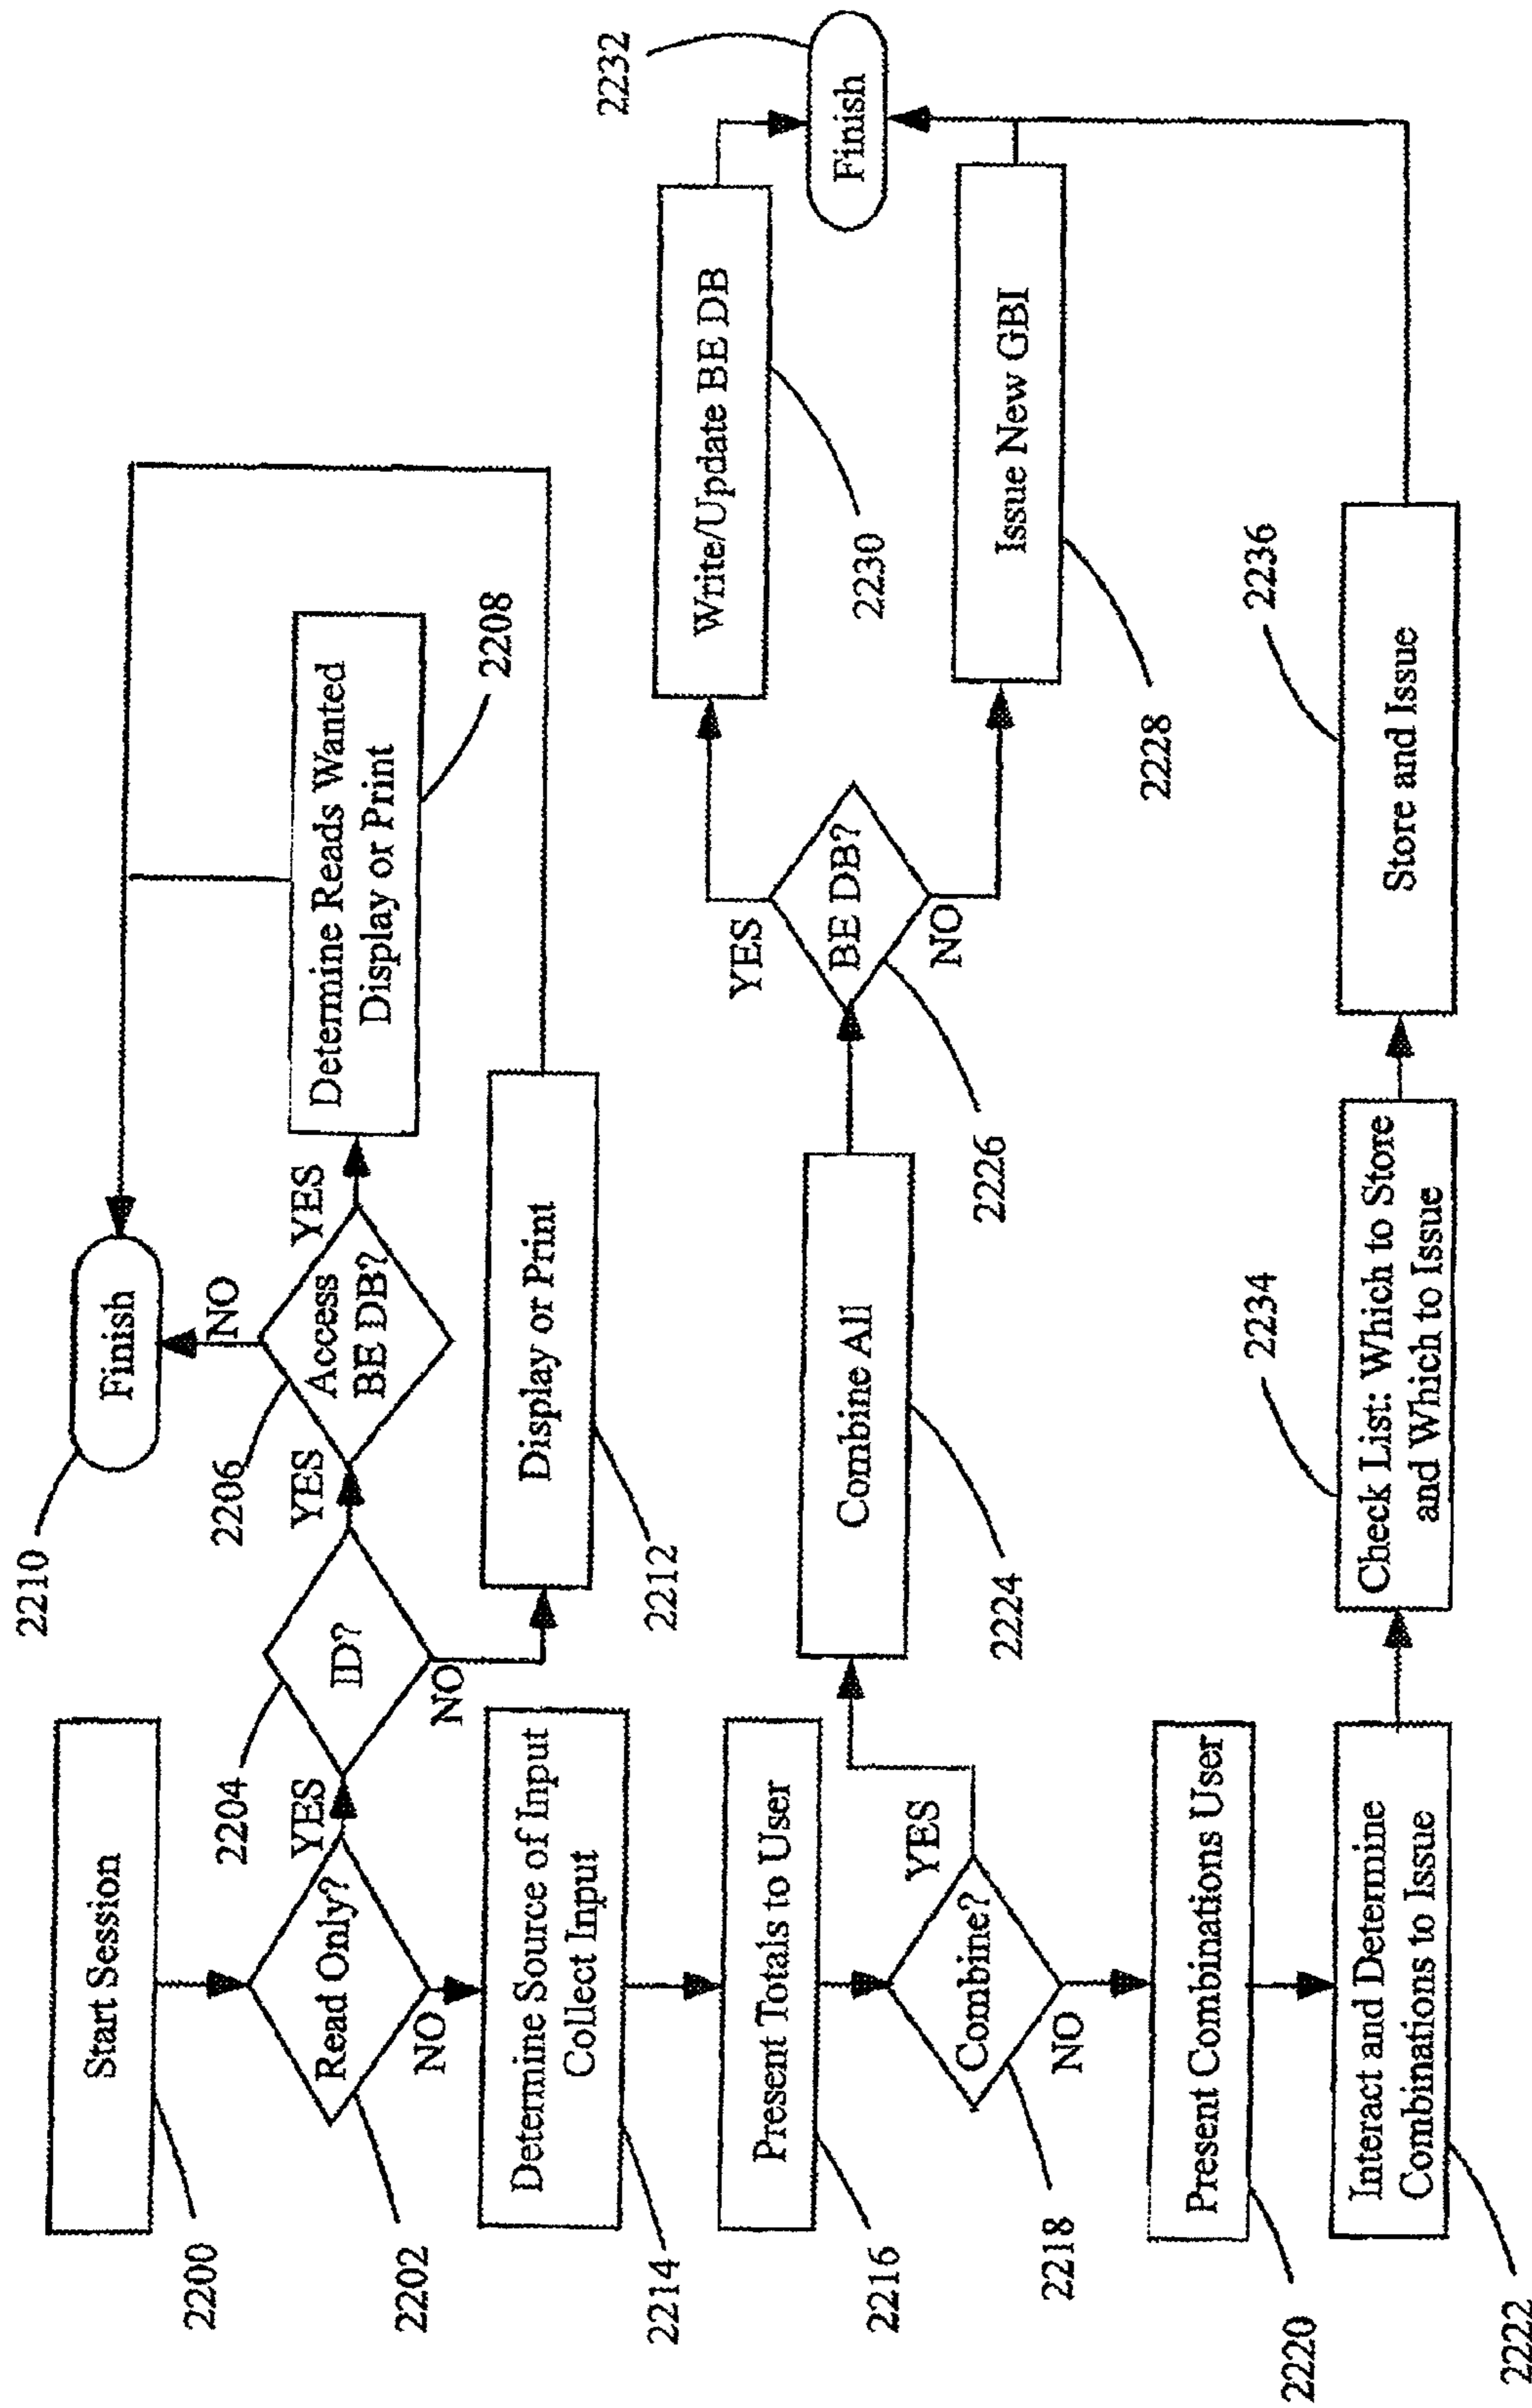 Start Session
2200
Read Only?
2202
YES
NO
ID?
2204
YES
NO
Access
BE DB?
2206
YES
NO
Finish
2210
Determine Reads Wanted
Display or Print
2208
Display or Print
2212
Determine Source of Input
Collect Input
2214
Present Totals to User
2216
Combine?
2218
YES
NO
Combine All
2224
BE DB?
2226
YES
NO
Write/Update BE DB
2230
Issue New GBI
2228
Finish
2232
Present Combinations User
2220
Interact and Determine
Combinations to Issue
2222
Check List: Which to Store
and Which to Issue
2234
Store and Issue
2236